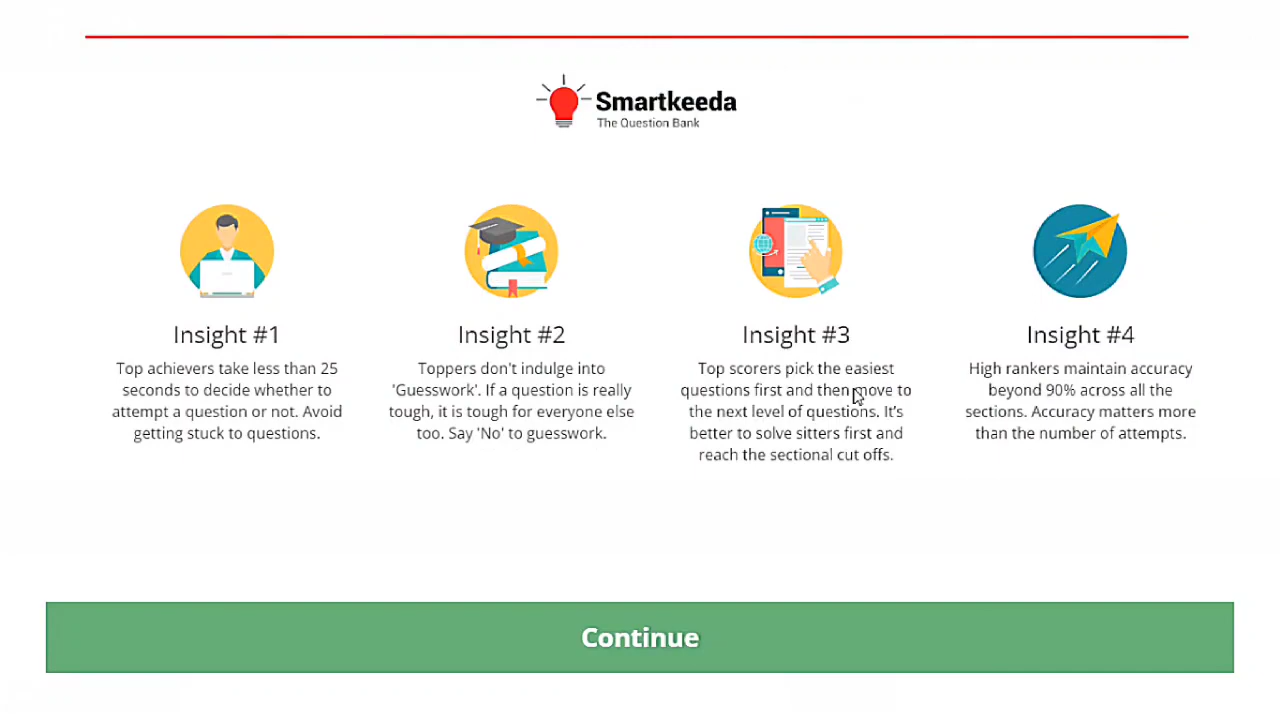 Smartkeeda
The Question Bank
Insight #1
Top achievers take less than 25
seconds to decide whether to
attempt a question or not. Avoid
getting stuck to questions.
Insight #2
Toppers don't indulge into
'Guesswork'. If a question is really
tough, it is tough for everyone else
too. Say 'No' to guesswork.
Insight #3
Top scorers pick the easiest
questions first and then move to
the next level of questions. It's
better to solve sitters first and
reach the sectional cut offs.
Insight #4
High rankers maintain accuracy
beyond 90% across all the
sections. Accuracy matters more
than the number of attempts.
Continue